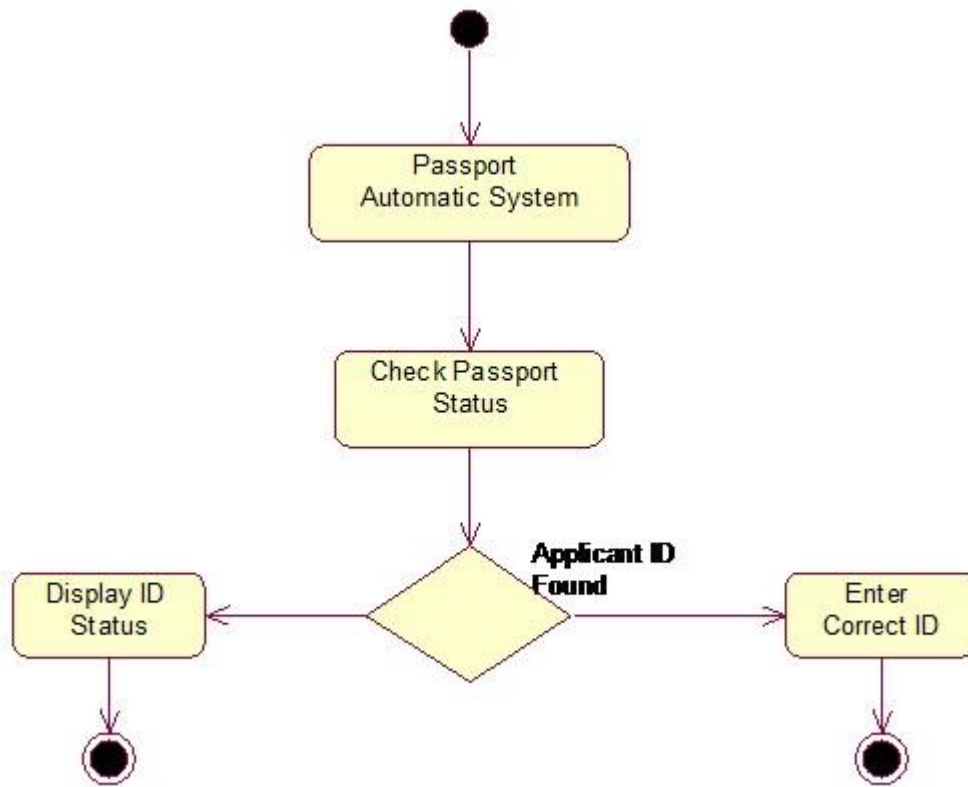 Passport
Automatic System
Check Passport
Status
Applicant ID
Found
Display ID
Status
Enter
Correct ID